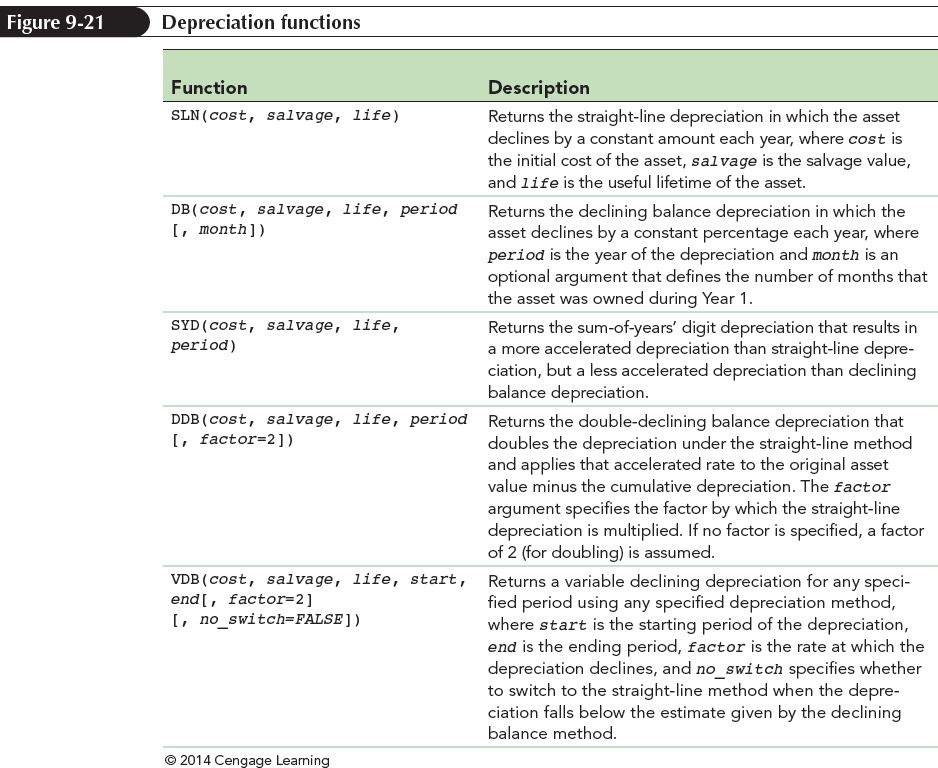 Figure 9-21
Depreciation functions
Function
Description
SLN(cost, salvage, life)
Returns the straight-line depreciation in which the asset
declines by a constant amount each year, where cost is
the initial cost of the asset, salvage is the salvage value,
and life is the useful lifetime of the asset.
DB(cost, salvage, life, period
[, month])
Returns the declining balance depreciation in which the
asset declines by a constant percentage each year, where
period is the year of the depreciation and month is an
optional argument that defines the number of months that
the asset was owned during Year 1.
SYD(cost, salvage, life,
period)
Returns the sum-of-years’ digit depreciation that results in
a more accelerated depreciation than straight-line depre-
ciation, but a less accelerated depreciation than declining
balance depreciation.
DDB(cost, salvage, life, period
[, factor=2])
Returns the double-declining balance depreciation that
doubles the depreciation under the straight-line method
and applies that accelerated rate to the original asset
value minus the cumulative depreciation. The factor
argument specifies the factor by which the straight-line
depreciation is multiplied. If no factor is specified, a factor
of 2 (for doubling) is assumed.
VDB(cost, salvage, life, start,
end[, factor=2]
[, no_switch=FALSE])
Returns a variable declining depreciation for any speci-
fied period using any specified depreciation method,
where start is the starting period of the depreciation,
end is the ending period, factor is the rate at which the
depreciation declines, and no_switch specifies whether
to switch to the straight-line method when the depre-
ciation falls below the estimate given by the declining
balance method.
© 2014 Cengage Learning